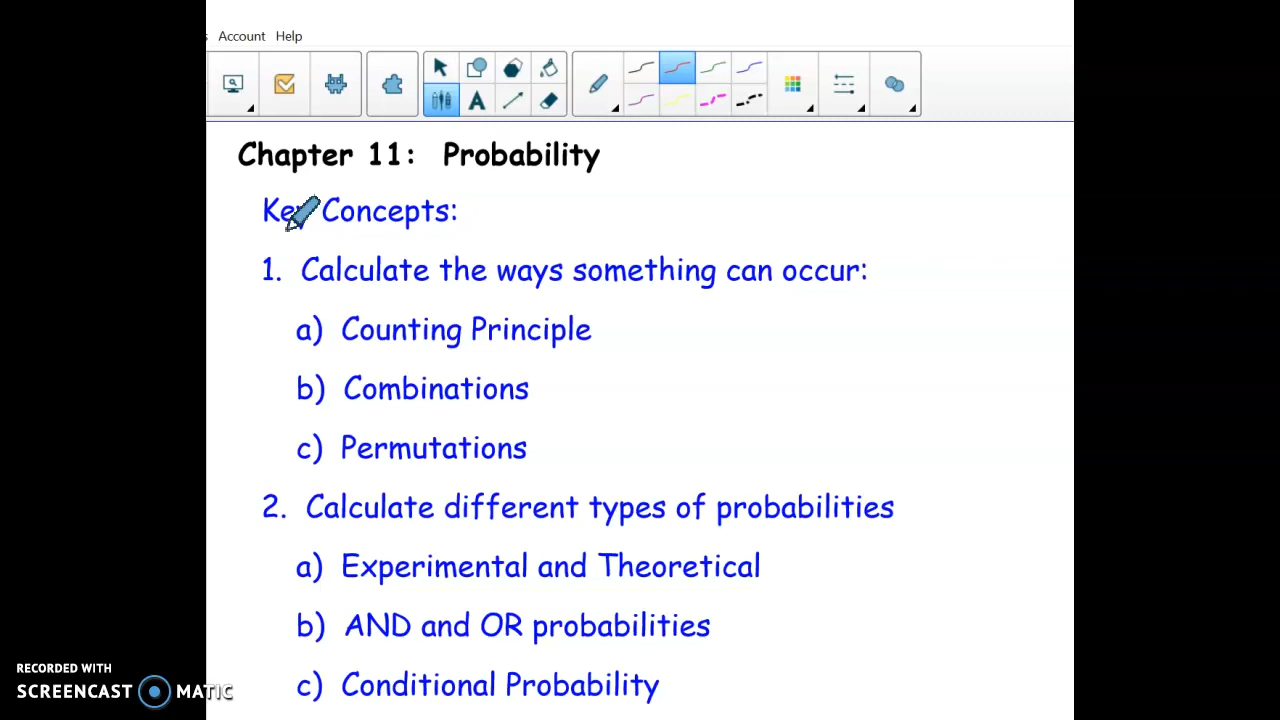 Account Help
Chapter 11: Probability
Key Concepts:
1. Calculate the ways something can occur:
a) Counting Principle
b) Combinations
c) Permutations
2. Calculate different types of probabilities
a) Experimental and Theoretical
b) AND and OR probabilities
c) Conditional Probability
RECORDED WITH
SCREENCAST MATIC